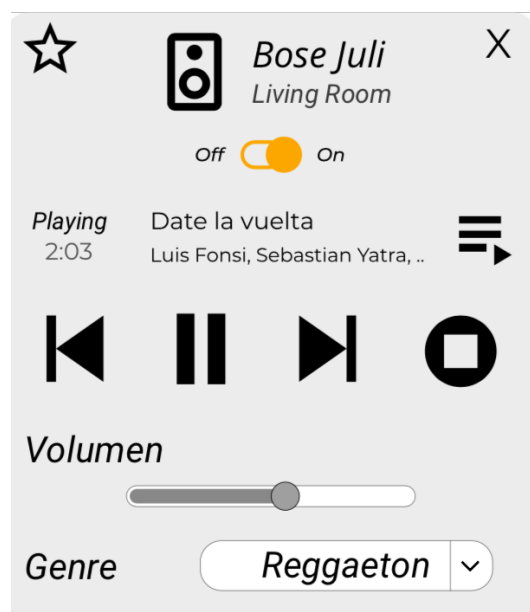 Bose Juli
X
Living Room
Off On
Playing Date la vuelta
2:03 Luis Fonsi, Sebastian Yatra, ..
Volumen
Genre Reggaeton